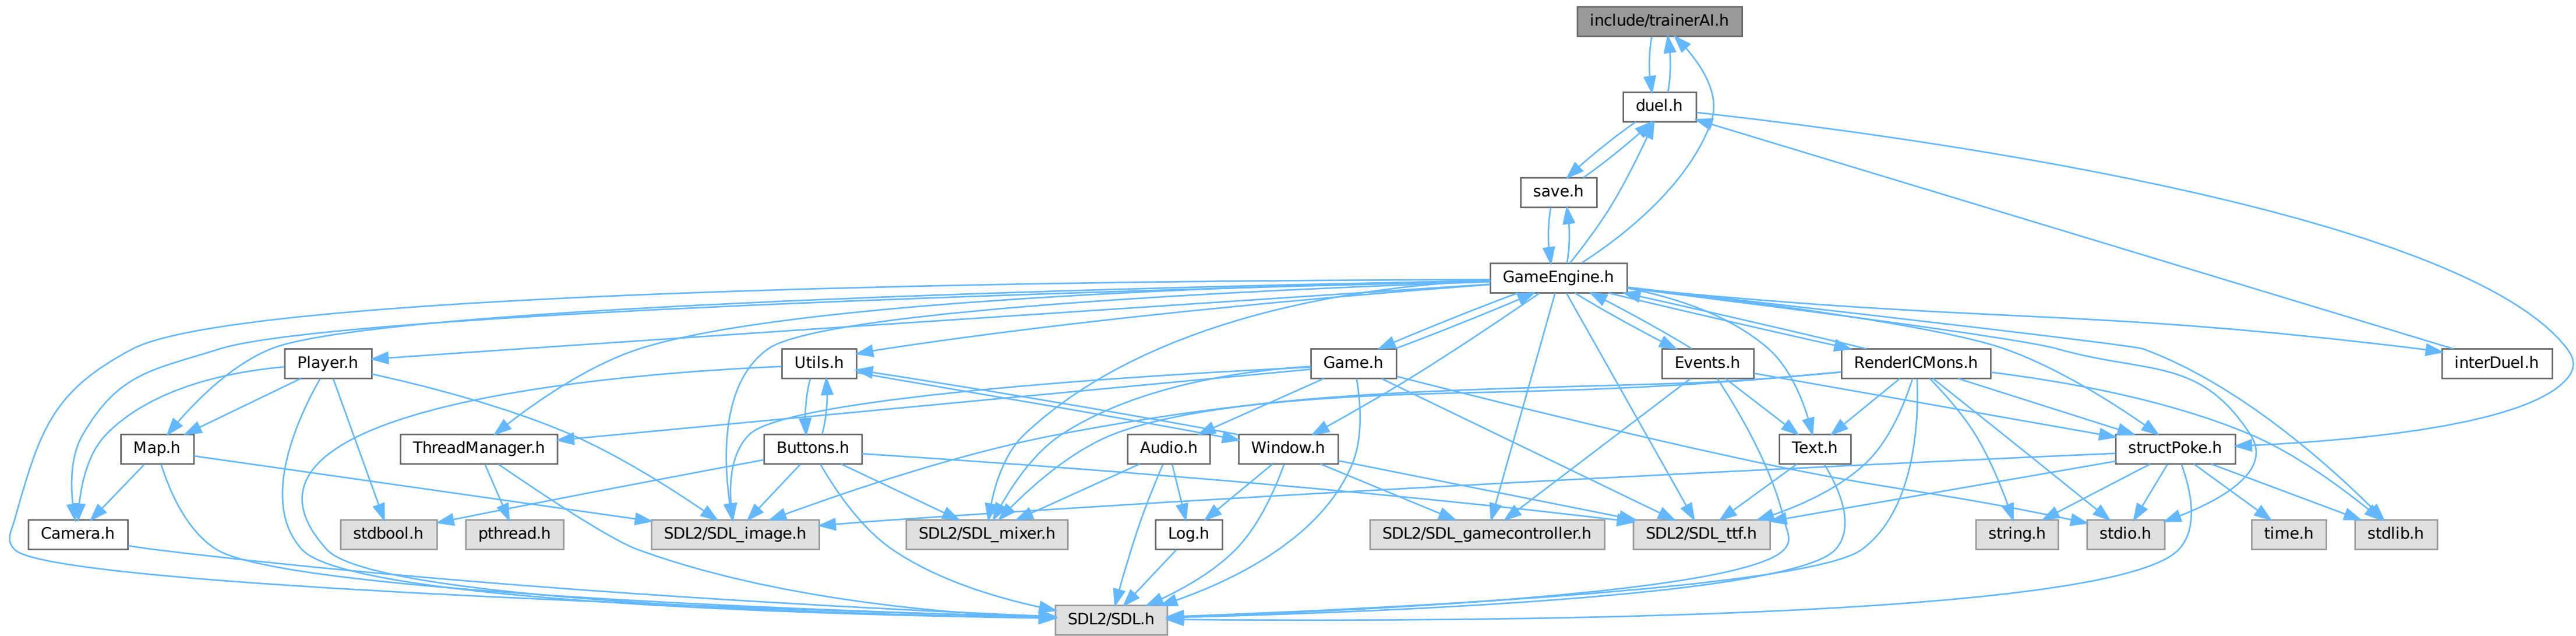 include/trainerAI.h
duel.h
save.h
GameEngine.h
Player.h
Utils.h
Game.h
Events.h
RenderICMons.h
interDuel.h
Map.h
ThreadManager.h
Buttons.h
Audio.h
Window.h
Text.h
structPoke.h
Camera.h
stdbool.h
pthread.h
SDL2/SDL_image.h
SDL2/SDL_mixer.h
Log.h
SDL2/SDL_gamecontroller.h
SDL2/SDL_ttf.h
string.h
stdio.h
time.h
stdlib.h
SDL2/SDL.h